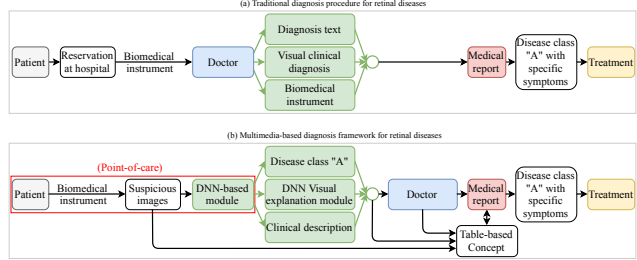 (a) Traditional diagnosis procedure for retinal diseases
Patient
Reservation
at hospital
Biomedical
instrument
Doctor
Diagnosis text
Visual clinical
diagnosis
Biomedical
instrument
Medical
report
Disease class
"A" with
specific
symptoms
Treatment
(b) Multimedia-based diagnosis framework for retinal diseases
(Point-of-care)
Patient
Biomedical
instrument
Suspicious
images
DNN-based
module
Disease class "A"
DNN Visual
explanation module
Clinical description
Doctor
Medical
report
Table-based
Concept
Disease class
"A" with
specific
symptoms
Treatment